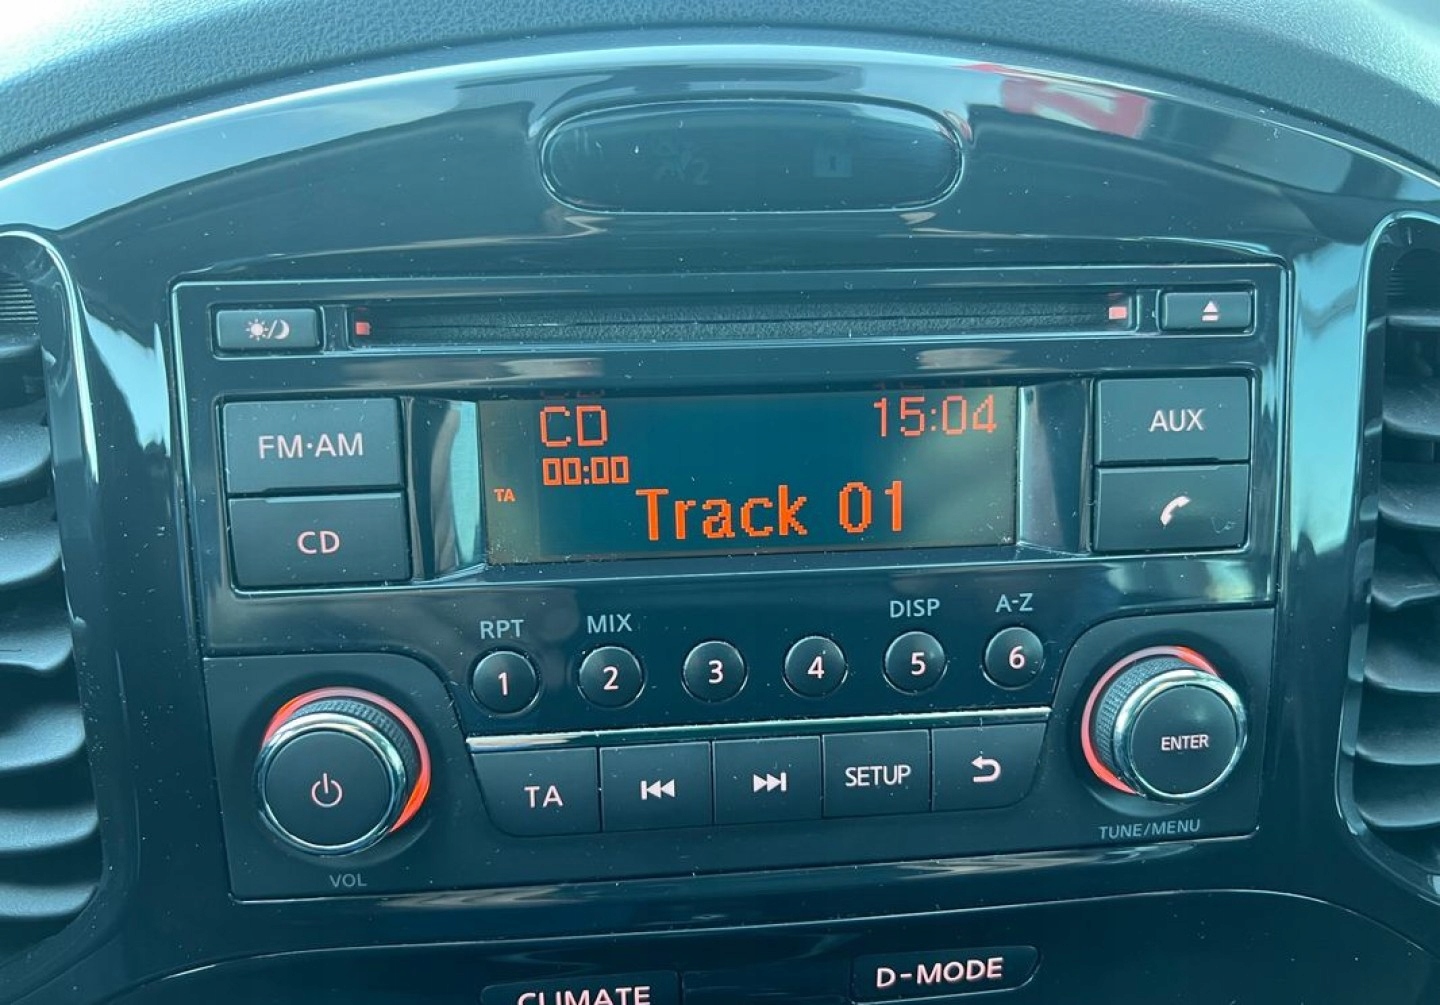 CD 15:04
00:00
TA Track 01
FM·AM
CD
AUX
RPT MIX DISP A-Z
1 2 3 4 5 6
TA SETUP ENTER
VOL TUNE/MENU
CLIMATE D-MODE